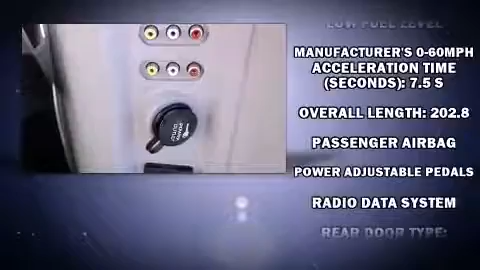 LOW FUEL LEVEL
MANUFACTURER'S 0-60MPH
ACCELERATION TIME
(SECONDS): 7.5 S
OVERALL LENGTH: 202.8
PASSENGER AIRBAG
POWER ADJUSTABLE PEDALS
RADIO DATA SYSTEM
REAR DOOR TYPE: